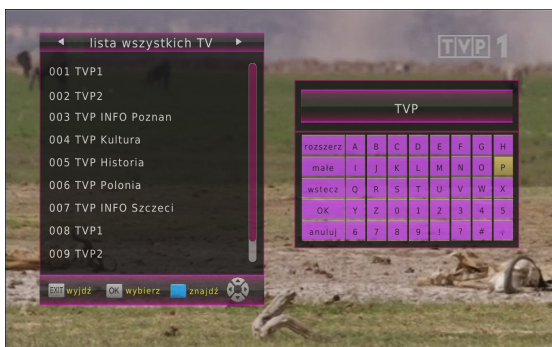 lista wszystkich TV
001 TVP1
002 TVP2
003 TVP INFO Poznan
004 TVP Kultura
005 TVP Historia
006 TVP Polonia
007 TVP INFO Szczeci
008 TVP1
009 TVP2
EXIT wyjdź OK wybierz znajdź
TVP 1
TVP
rozszerz A B C D E F G H
małe I J K L M N O P
wstecz Q R S T U V W X
OK Y Z 0 1 2 3 4 5
anuluj 6 7 8 9 - ! ? #